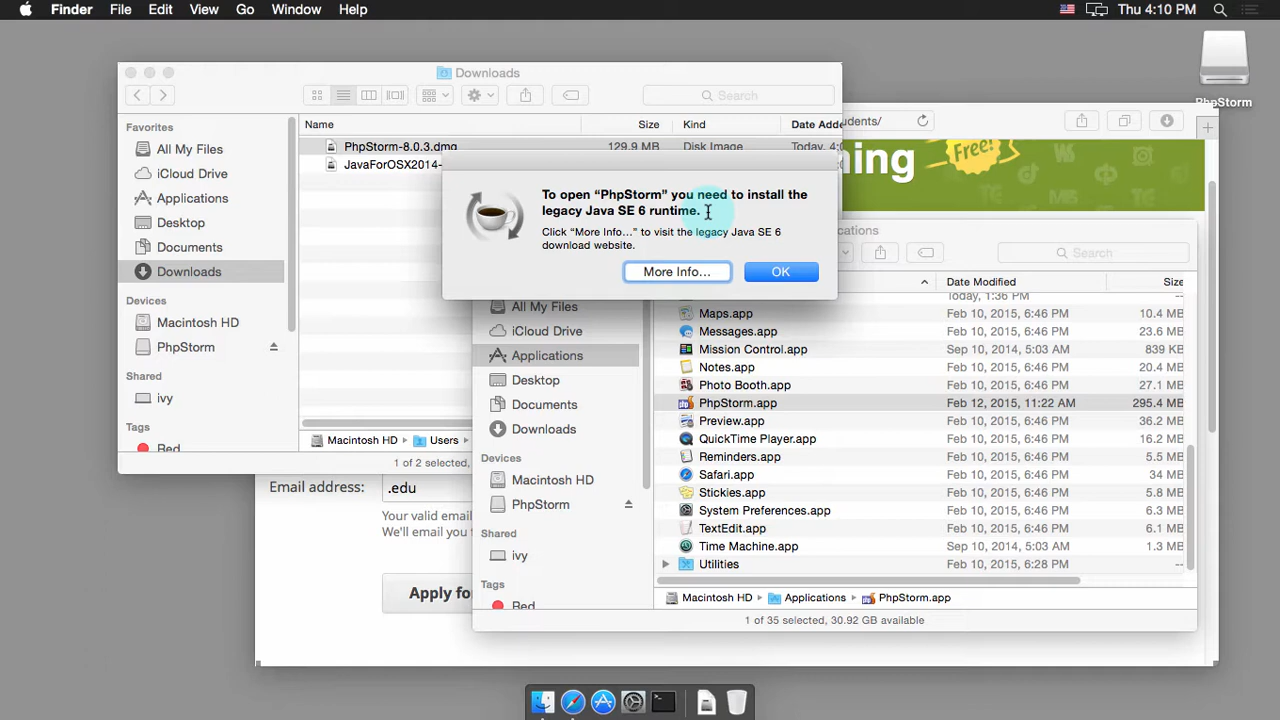 Finder File Edit View Go Window Help Thu 4:10 PM
Downloads
Search
Favorites
All My Files
iCloud Drive
Applications
Desktop
Documents
Downloads
Devices
Macintosh HD
PhpStorm
Shared
ivy
Tags
Red
Name Size Kind Date Adde
PhpStorm-8.0.3.dmg 129.9 MB Disk Image Today, 4:0
JavaForOSX2014-
Macintosh HD Users
1 of 2 selected,
PhpStorm
To open “PhpStorm” you need to install the
legacy Java SE 6 runtime.
Click “More Info…” to visit the legacy Java SE 6
download website.
More Info…
OK
udents/
ning
Free!
cations
Search
Date Modified Size
Today, 1:36 PM --
Maps.app Feb 10, 2015, 6:46 PM 10.4 MB
Messages.app Feb 10, 2015, 6:46 PM 23.6 MB
Mission Control.app Sep 10, 2014, 5:03 AM 839 KB
Notes.app Feb 10, 2015, 6:46 PM 20.4 MB
Photo Booth.app Feb 10, 2015, 6:46 PM 27.1 MB
PhpStorm.app Feb 12, 2015, 11:22 AM 295.4 MB
Preview.app Feb 10, 2015, 6:46 PM 36.2 MB
QuickTime Player.app Feb 10, 2015, 6:46 PM 16.2 MB
Reminders.app Feb 10, 2015, 6:46 PM 5.5 MB
Safari.app Feb 10, 2015, 6:46 PM 34 MB
Stickies.app Feb 10, 2015, 6:46 PM 5.8 MB
System Preferences.app Feb 10, 2015, 6:46 PM 6.3 MB
TextEdit.app Feb 10, 2015, 6:46 PM 6.1 MB
Time Machine.app Sep 10, 2014, 5:03 AM 1.3 MB
Utilities Feb 10, 2015, 6:28 PM --
All My Files
iCloud Drive
Applications
Desktop
Documents
Downloads
Devices
Macintosh HD
PhpStorm
Shared
ivy
Tags
Red
Macintosh HD Applications PhpStorm.app
1 of 35 selected, 30.92 GB available
Email address: .edu
Your valid email
We'll email you f
Apply fo